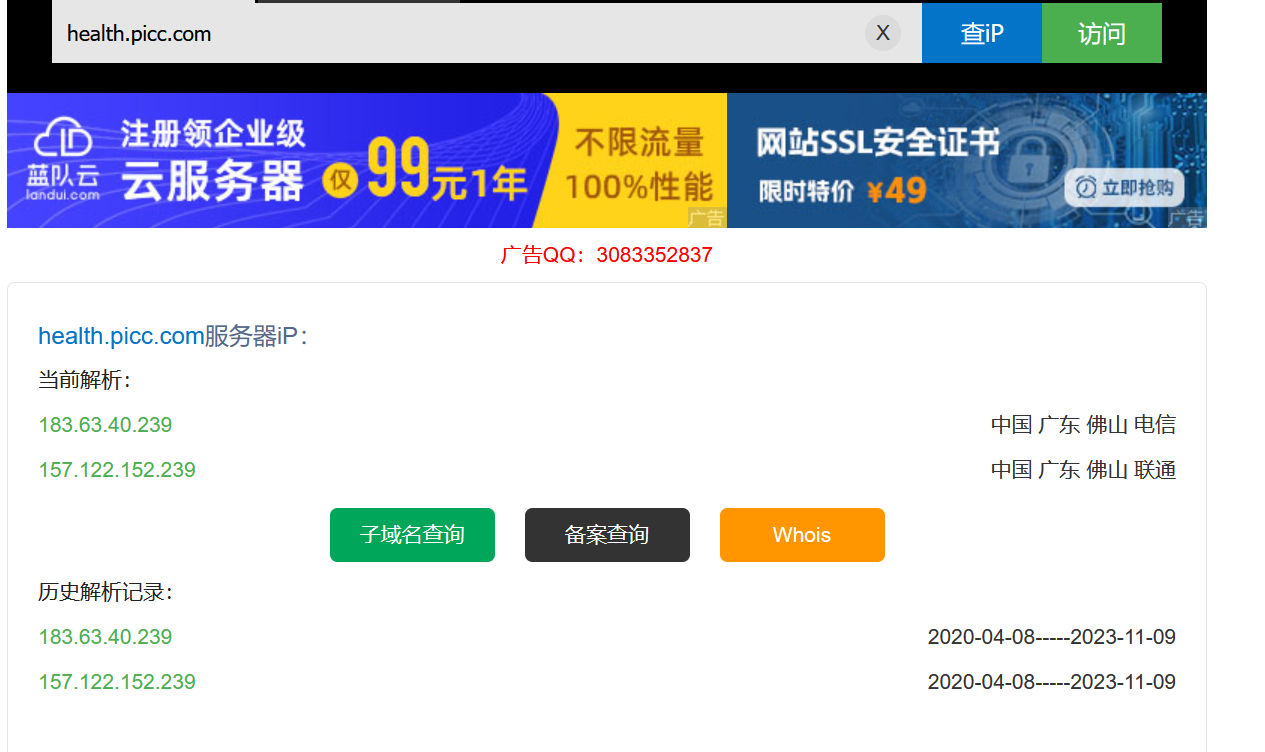 health.picc.com
X
查iP
访问
蓝队云
landui.com
注册领企业级
云服务器
仅99元1年
不限流量
100%性能
广告
网站SSL安全证书
限时特价 ¥49
立即抢购
广告
广告QQ：3083352837
health.picc.com服务器iP：
当前解析：
183.63.40.239 中国 广东 佛山 电信
157.122.152.239 中国 广东 佛山 联通
子域名查询 备案查询 Whois
历史解析记录：
183.63.40.239 2020-04-08-----2023-11-09
157.122.152.239 2020-04-08-----2023-11-09